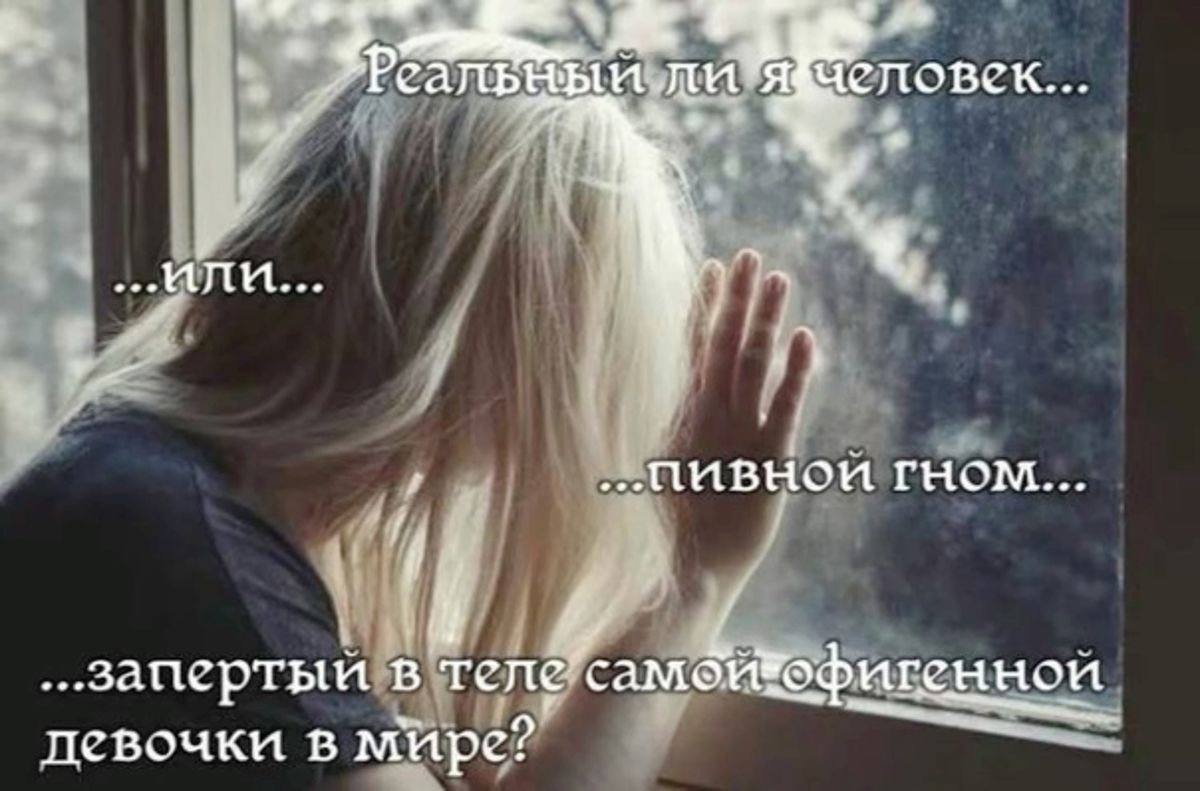 Реальный ли я человек...
...или...
...пивной гном...
...запертый в теле самой офигенной
девочки в мире?